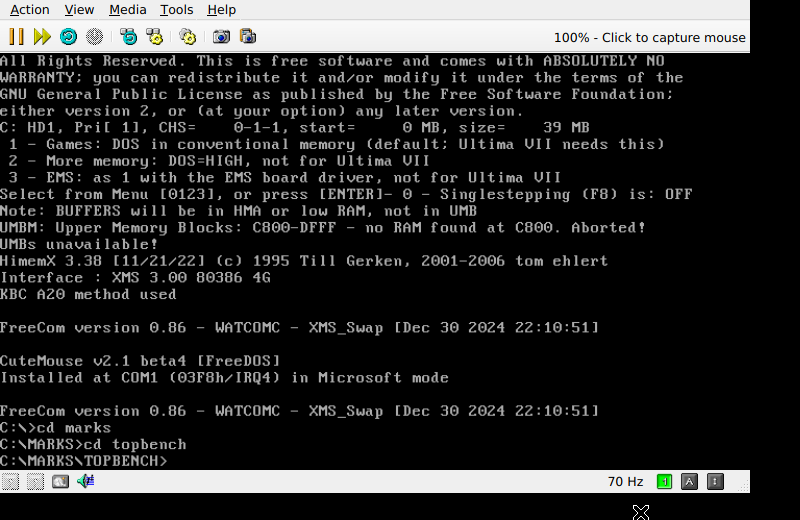 Action View Media Tools Help
100% - Click to capture mouse
All Rights Reserved. This is free software and comes with ABSOLUTELY NO
WARRANTY; you can redistribute it and/or modify it under the terms of the
GNU General Public License as published by the Free Software Foundation;
either version 2, or (at your option) any later version.
C: HD1, Pri[ 1], CHS=    0-1-1, start=     0 MB, size=    39 MB
 1 - Games: DOS in conventional memory (default; Ultima VII needs this)
 2 - More memory: DOS=HIGH, not for Ultima VII
 3 - EMS: as 1 with the EMS board driver, not for Ultima VII
Select from Menu [0123], or press [ENTER]- 0 - Singlestepping (F8) is: OFF
Note: BUFFERS will be in HMA or low RAM, not in UMB
UMBM: Upper Memory Blocks: C800-DFFF - no RAM found at C800. Aborted!
UMBs unavailable!
HimemX 3.38 [11/21/22] (c) 1995 Till Gerken, 2001-2006 tom ehlert
Interface : XMS 3.00 80386 4G
KBC A20 method used
FreeCom version 0.86 - WATCOMC - XMS_Swap [Dec 30 2024 22:10:51]
CuteMouse v2.1 beta4 [FreeDOS]
Installed at COM1 (03F8h/IRQ4) in Microsoft mode
FreeCom version 0.86 - WATCOMC - XMS_Swap [Dec 30 2024 22:10:51]
C:\>cd marks
C:\MARKS>cd topbench
C:\MARKS\TOPBENCH>
70 Hz 1 A